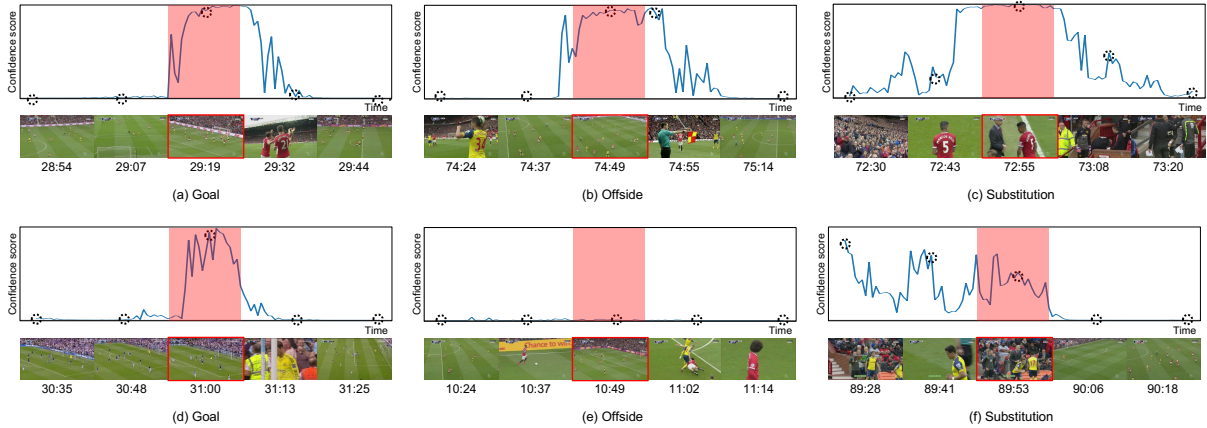 Confidence score
Time
28:54 29:07 29:19 29:32 29:44
(a) Goal
Confidence score
Time
74:24 74:37 74:49 74:55 75:14
(b) Offside
Confidence score
Time
5
72:30 72:43 72:55 73:08 73:20
(c) Substitution
Confidence score
Time
30:35 30:48 31:00 31:13 31:25
(d) Goal
Confidence score
Time
Chance to wi
10:24 10:37 10:49 11:02 11:14
(e) Offside
Confidence score
Time
89:28 89:41 89:53 90:06 90:18
(f) Substitution